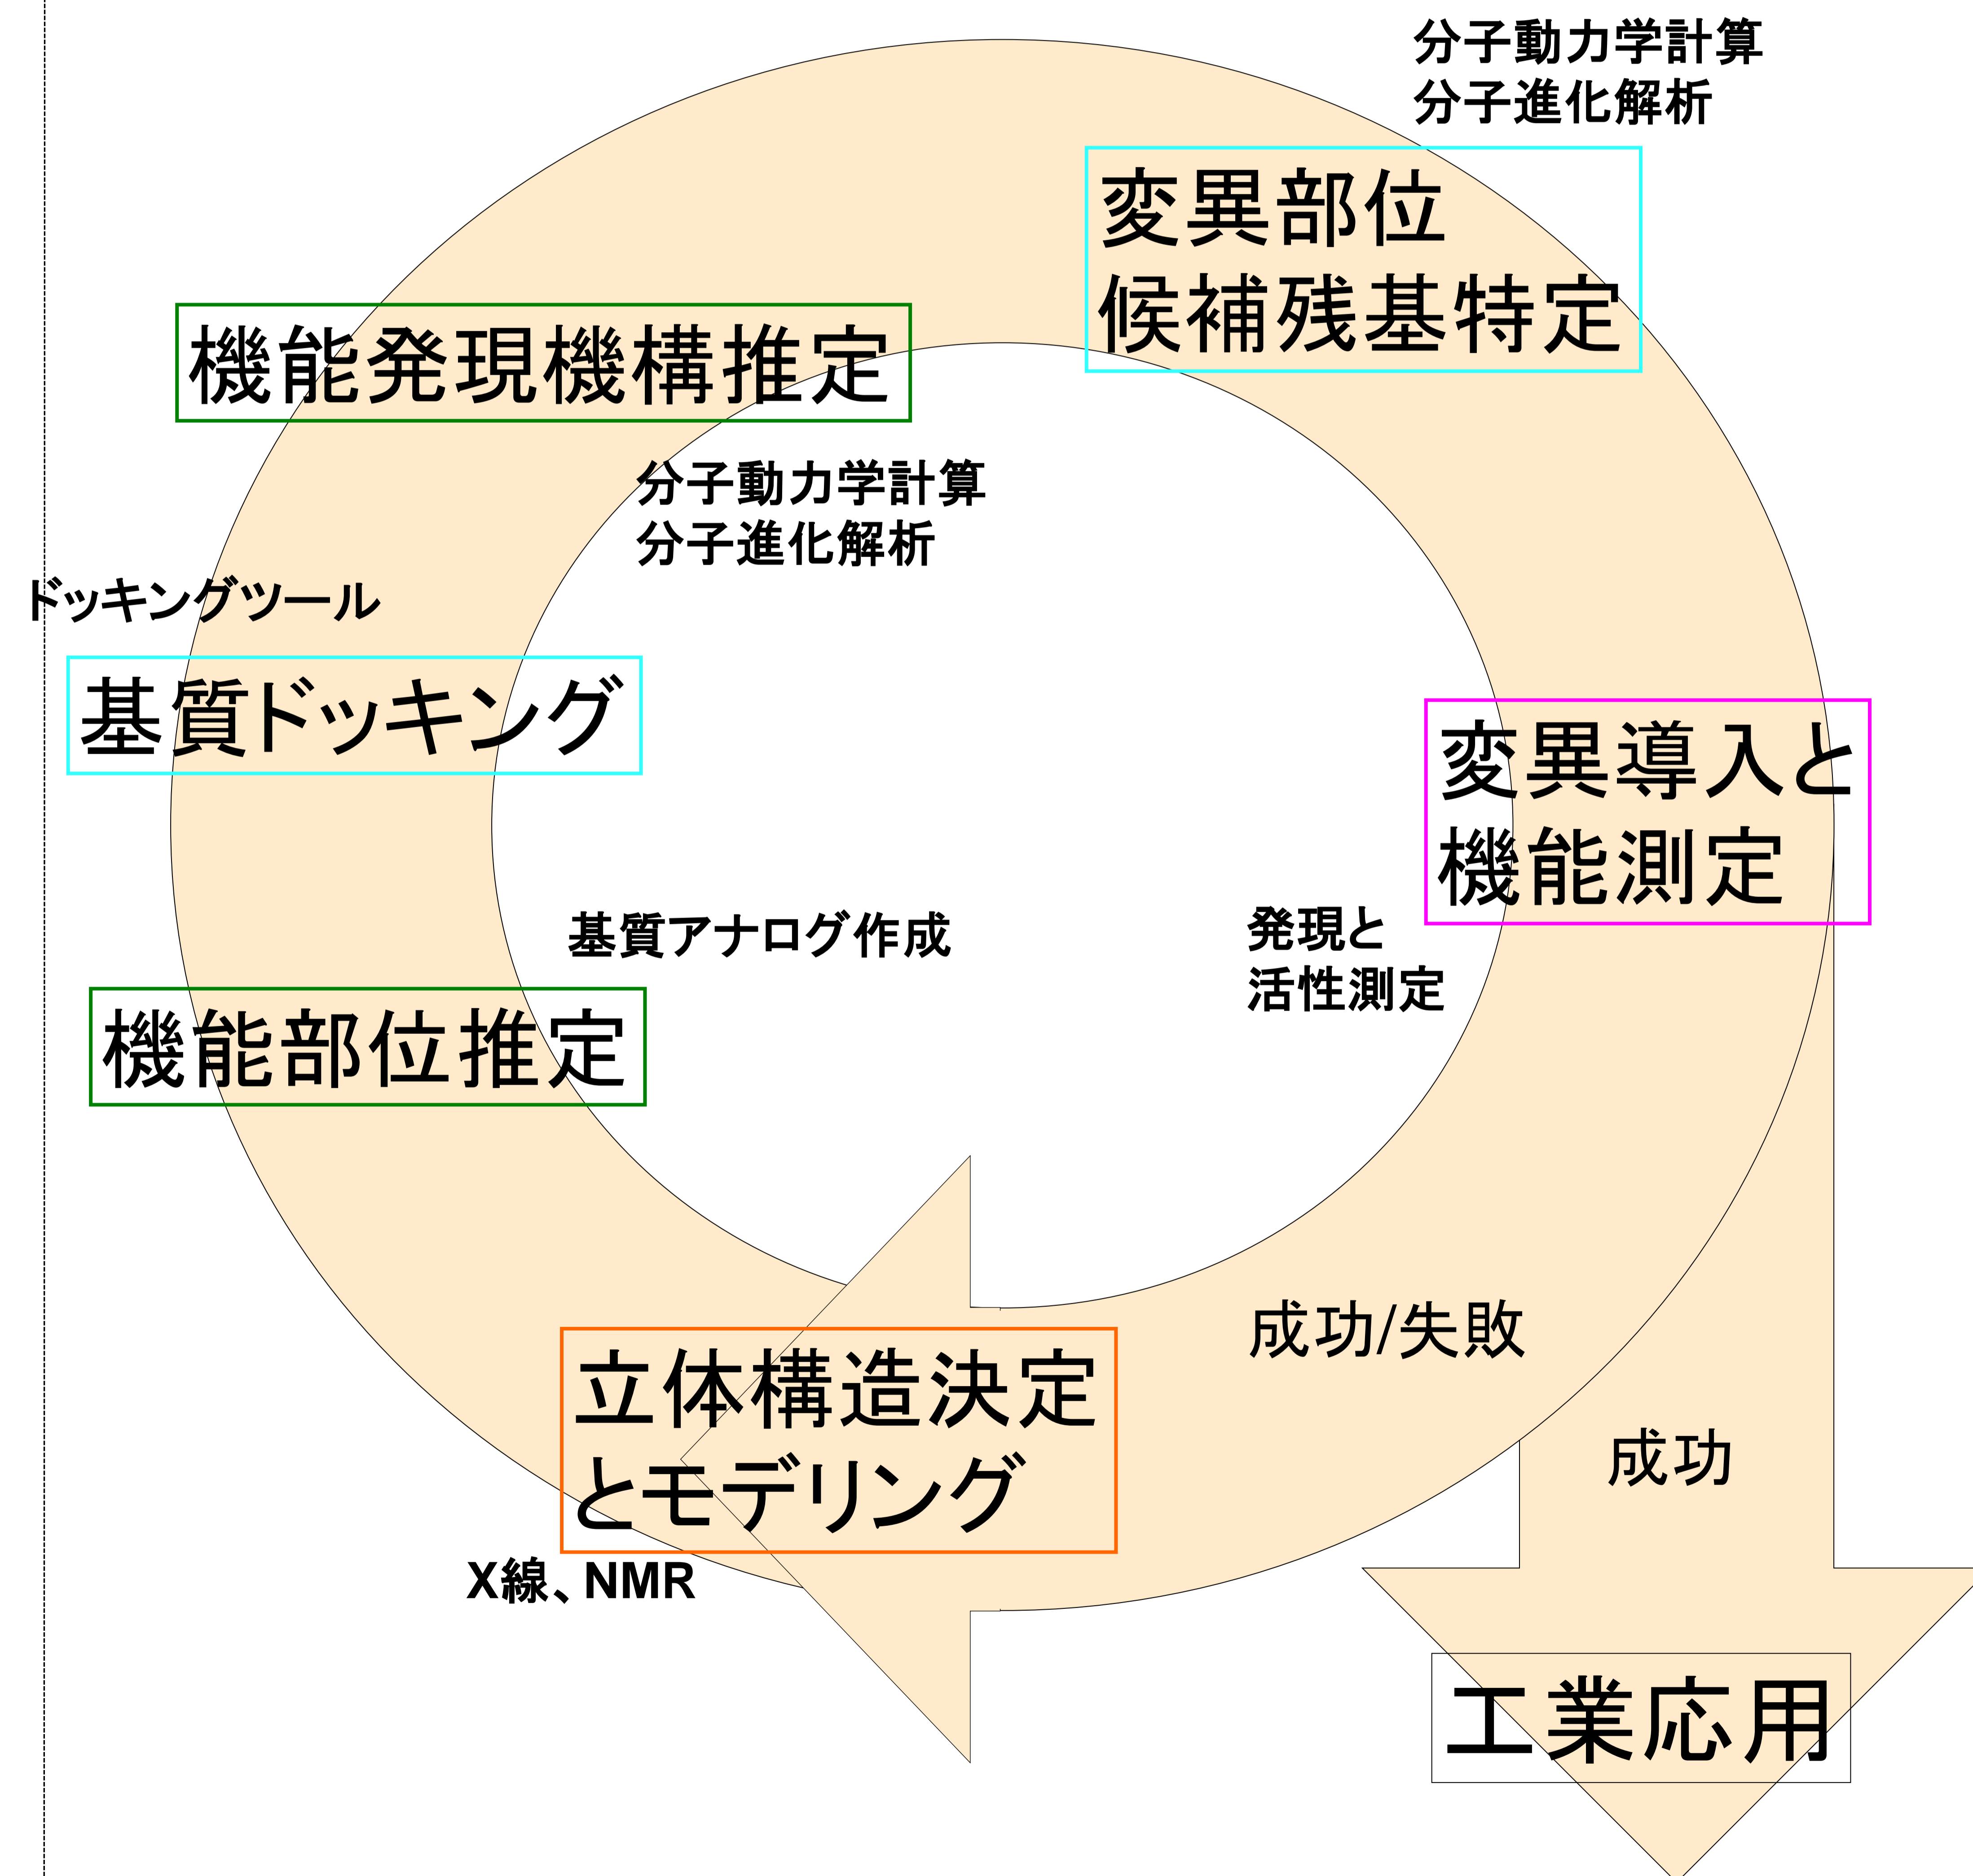 分子動力学計算
分子進化解析
変異部位
候補残基特定
機能発現機構推定
分子動力学計算
分子進化解析
ドッキングツール
基質ドッキング
変異導入と
機能測定
基質アナログ作成
発現と
活性測定
機能部位推定
成功/失敗
立体構造決定
とモデリング
成功
X線、NMR
工業応用